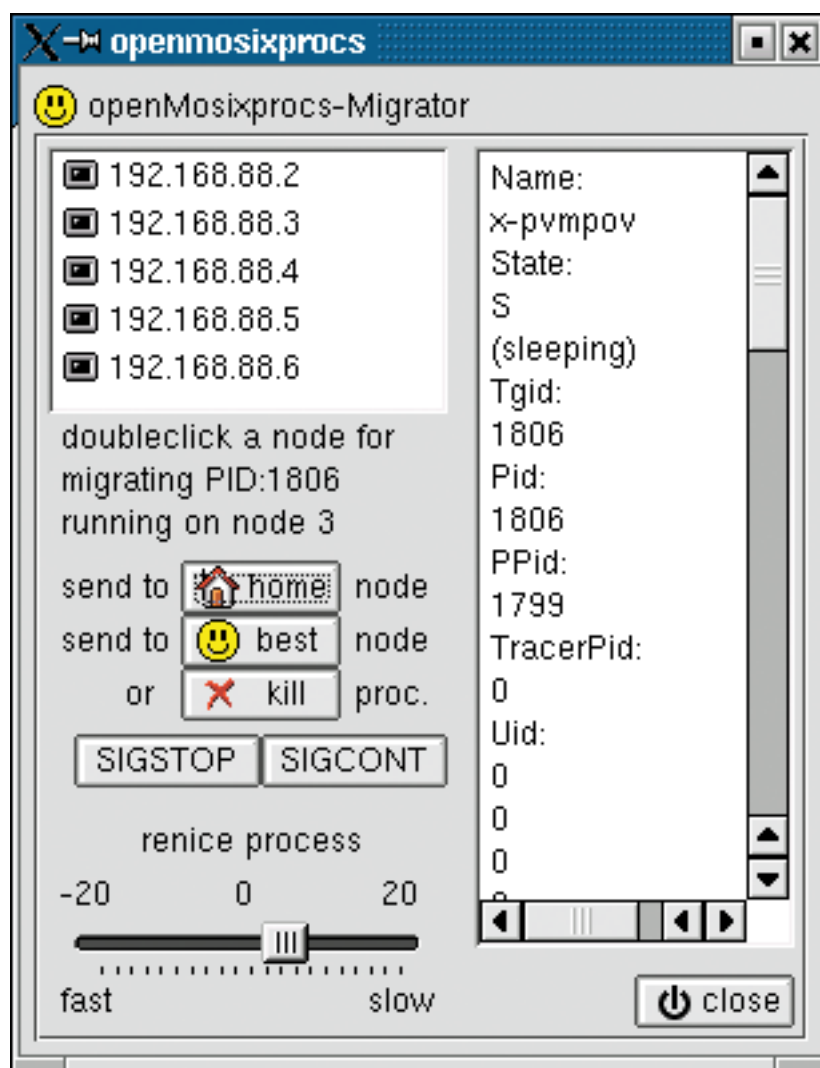 openmosixprocs
openMosixprocs-Migrator
192.168.88.2
192.168.88.3
192.168.88.4
192.168.88.5
192.168.88.6
doubleclick a node for
migrating PID:1806
running on node 3
send to home node
send to best node
or kill proc.
SIGSTOP SIGCONT
renice process
-20 0 20
fast slow
Name:
x-pvmpov
State:
S
(sleeping)
Tgid:
1806
Pid:
1806
PPid:
1799
TracerPid:
0
Uid:
0
0
0
close